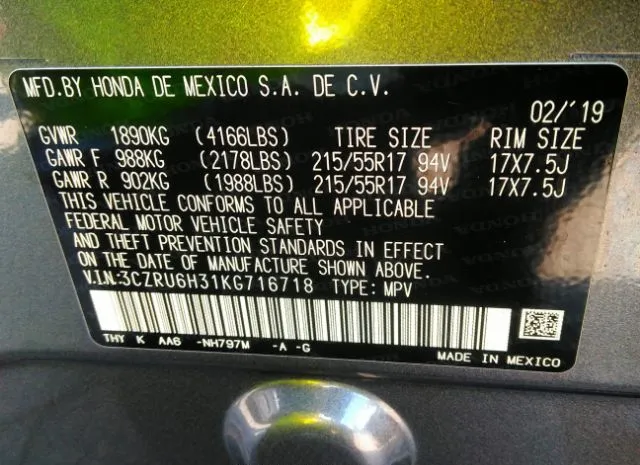 MFD.BY HONDA DE MEXICO S.A. DE C.V.
02/'19
GVWR 1890KG (4166LBS) TIRE SIZE RIM SIZE
GAWR F 988KG (2178LBS) 215/55R17 94V 17X7.5J
GAWR R 902KG (1988LBS) 215/55R17 94V 17X7.5J
THIS VEHICLE CONFORMS TO ALL APPLICABLE
FEDERAL MOTOR VEHICLE SAFETY
AND THEFT PREVENTION STANDARDS IN EFFECT
ON THE DATE OF MANUFACTURE SHOWN ABOVE.
V.I.N:3CZRU6H31KG716718 TYPE: MPV
THY K AA6 -NH797M -A -G
MADE IN MEXICO